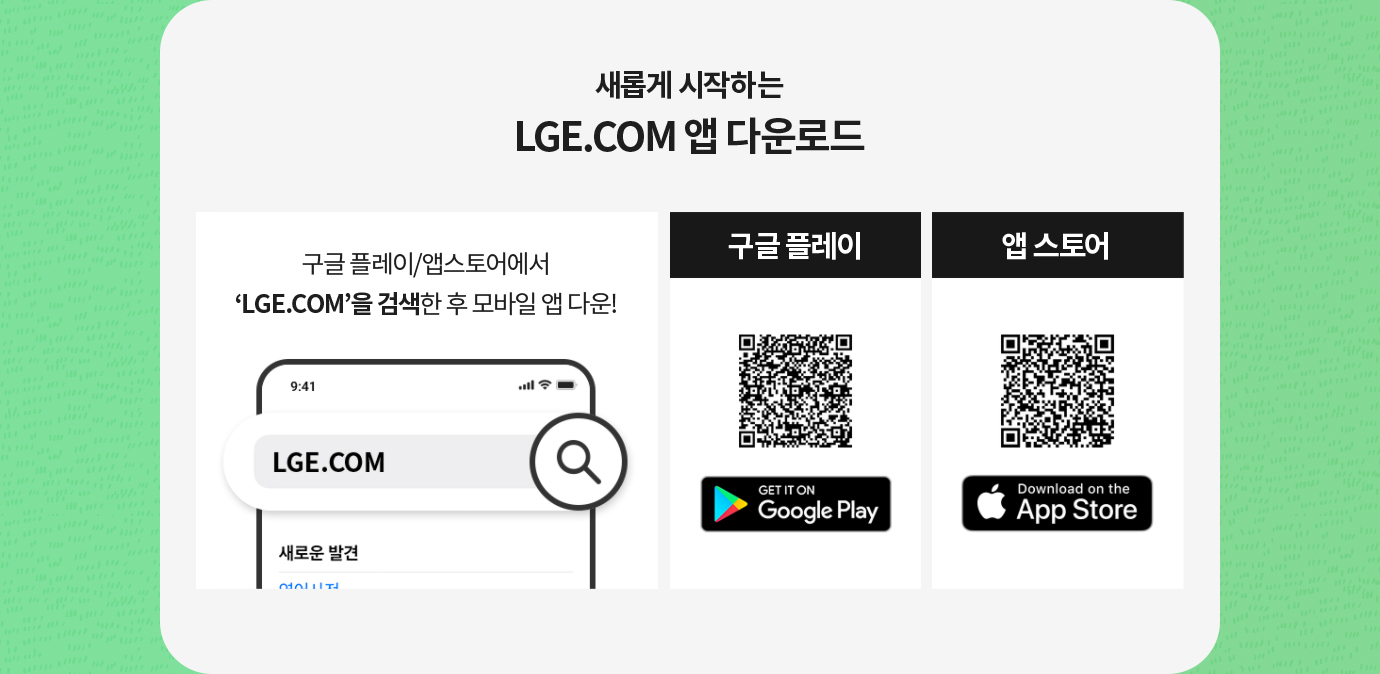 새롭게 시작하는
LGE.COM 앱 다운로드
구글 플레이/앱스토어에서
‘LGE.COM’을 검색한 후 모바일 앱 다운!
9:41
LGE.COM
새로운 발견
구글 플레이
GET IT ON
Google Play
앱 스토어
Download on the
App Store